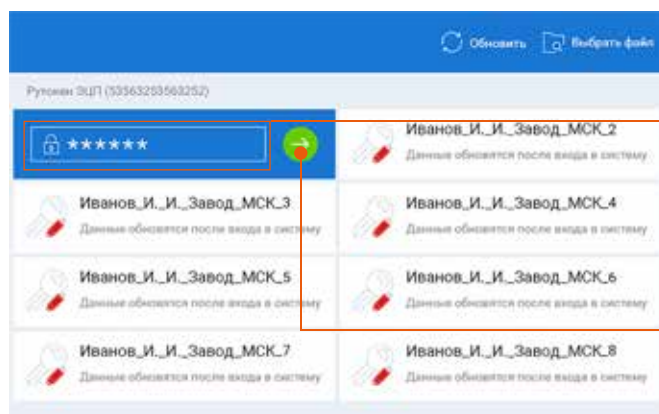 Обновить Выбрать файл
Рутокен ЭЦП (53563253563252)
******
Иванов_И._И._Завод_МСК_2
Данные обновятся после входа в систему
Иванов_И._И._Завод_МСК_3
Данные обновятся после входа в систему
Иванов_И._И._Завод_МСК_4
Данные обновятся после входа в систему
Иванов_И._И._Завод_МСК_5
Данные обновятся после входа в систему
Иванов_И._И._Завод_МСК_6
Данные обновятся после входа в систему
Иванов_И._И._Завод_МСК_7
Данные обновятся после входа в систему
Иванов_И._И._Завод_МСК_8
Данные обновятся после входа в систему